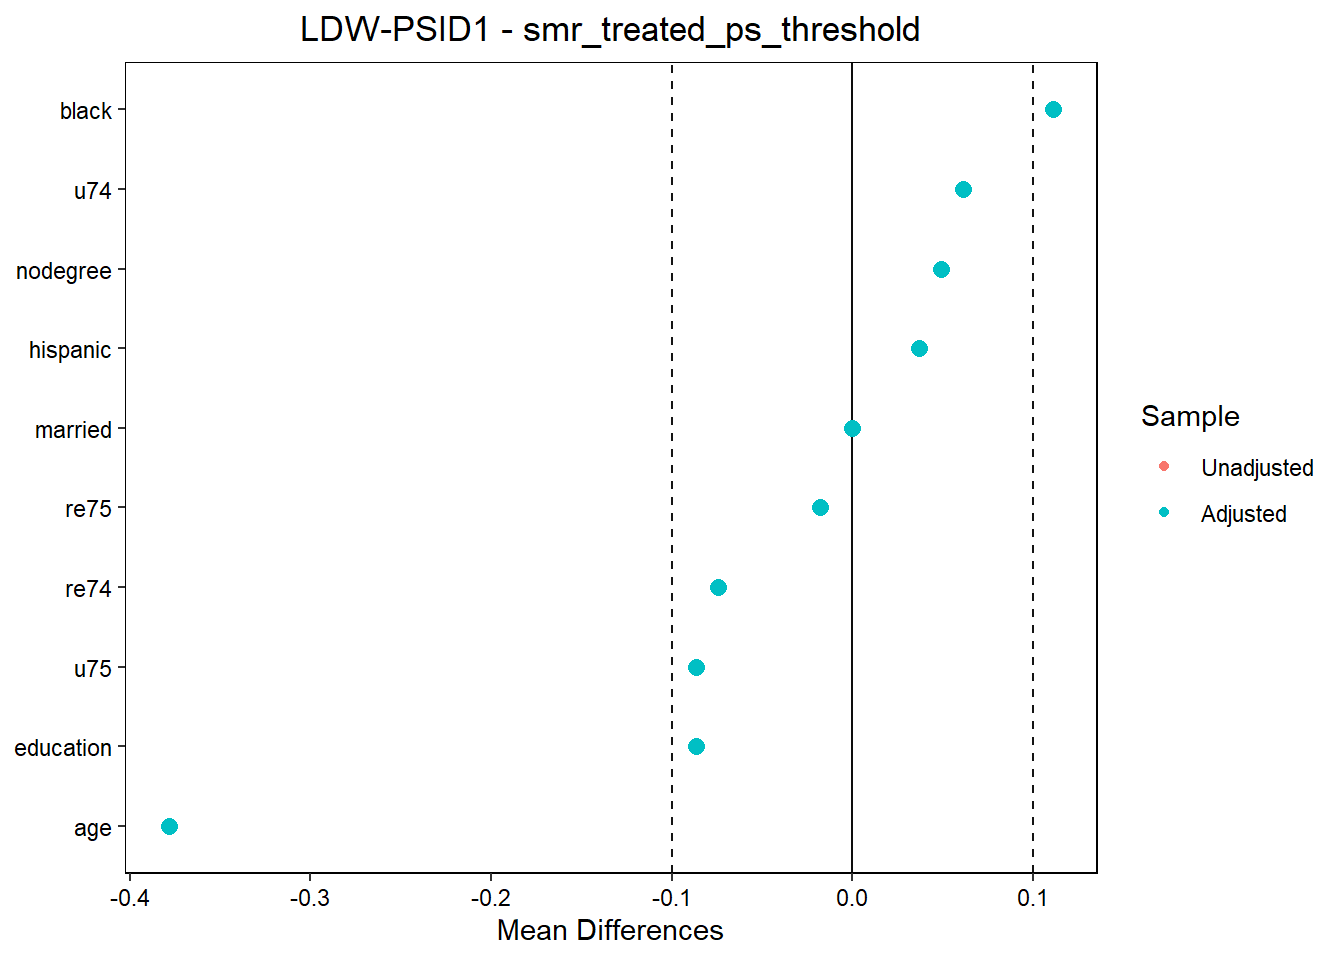 LDW-PSID1 - smr_treated_ps_threshold
black
u74
nodegree
hispanic
married
re75
re74
u75
education
age
-0.4 -0.3 -0.2 -0.1 0.0 0.1
Mean Differences
Sample
Unadjusted
Adjusted